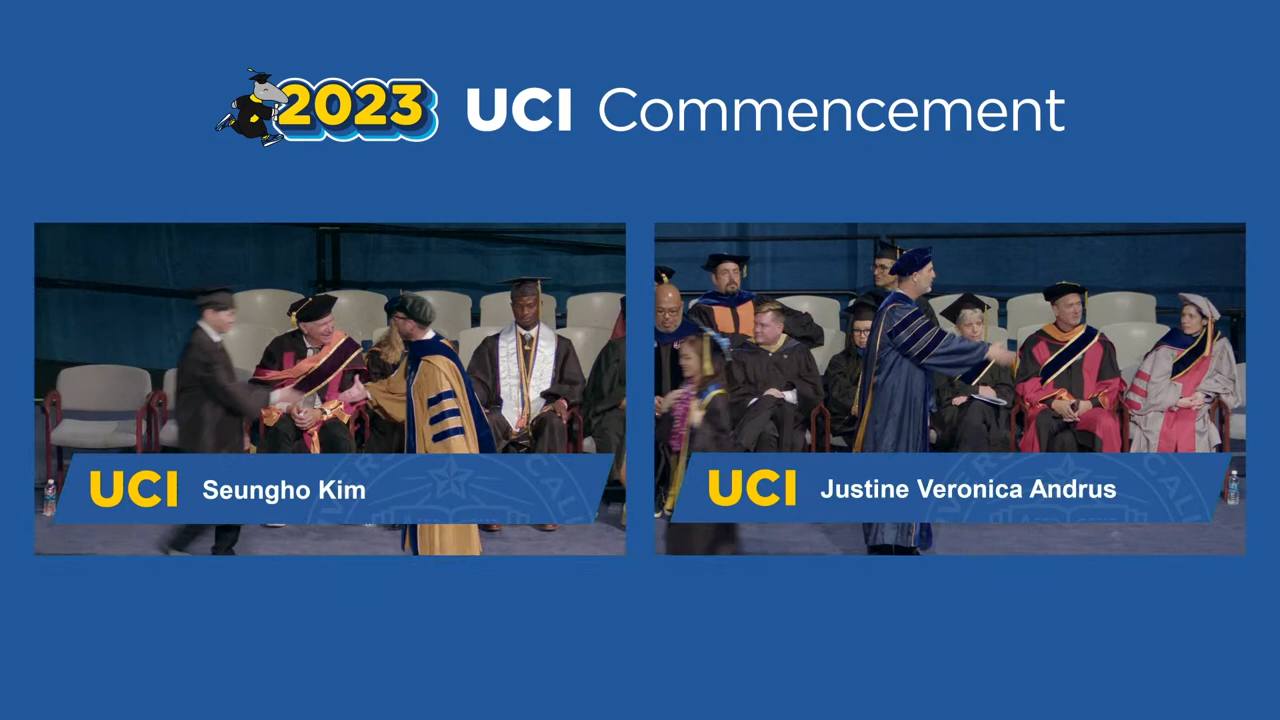 2023 UCI Commencement
UCI Seungho Kim
UCI Justine Veronica Andrus